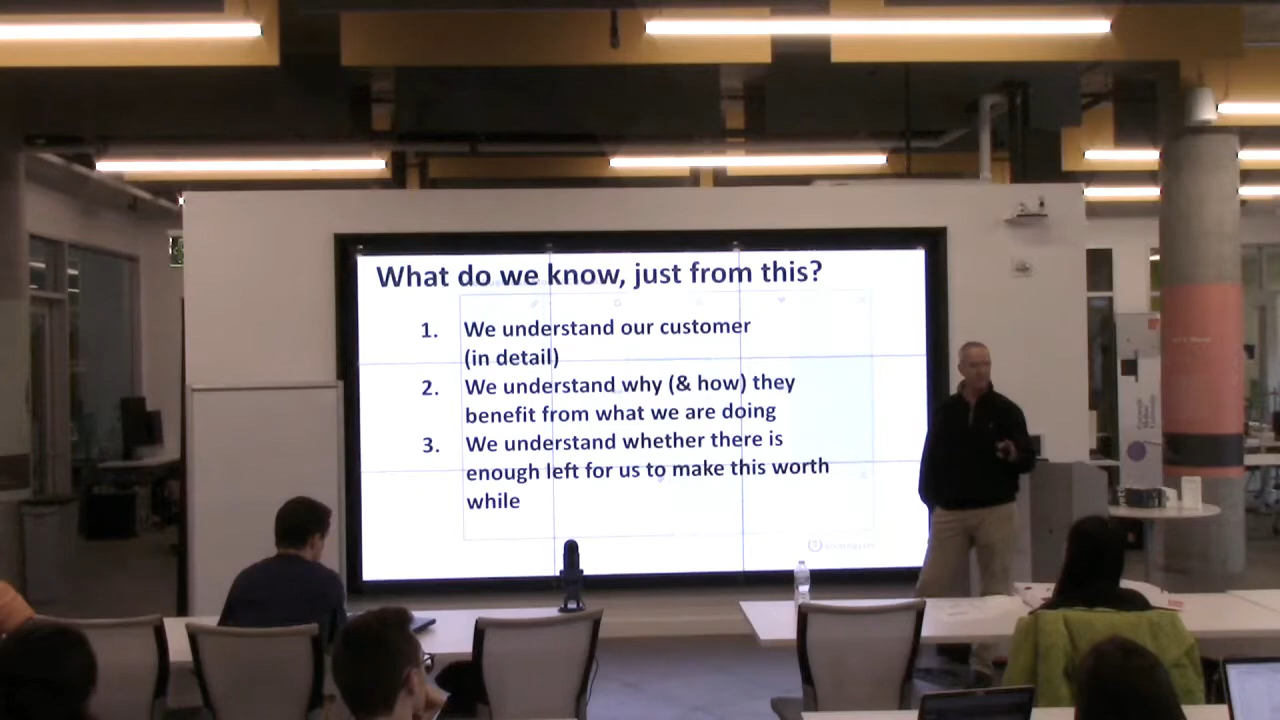 What do we know, just from this?
1. We understand our customer
(in detail)
2. We understand why (& how) they
benefit from what we are doing
3. We understand whether there is
enough left for us to make this worth
while